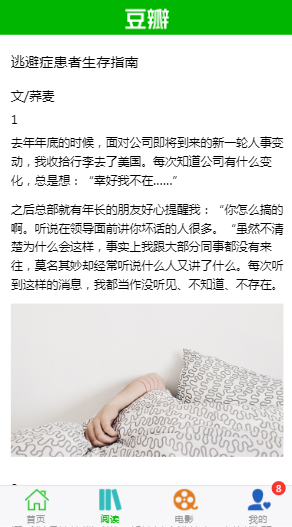 豆瓣
逃避症患者生存指南
文/荞麦
1
去年年底的时候，面对公司即将到来的新一轮人事变
动，我收拾行李去了美国。每次知道公司有什么变
化，总是想：“幸好我不在......”
之后总部就有年长的朋友好心提醒我：“你怎么搞的
啊。听说在领导面前讲你坏话的人很多。“虽然不清
楚为什么会这样，事实上我跟大部分同事都没有来
往，莫名其妙却经常听说什么人又讲了什么。每次听
到这样的消息，我都当作没听见、不知道、不存在。
8
首页
阅读
电影
我的